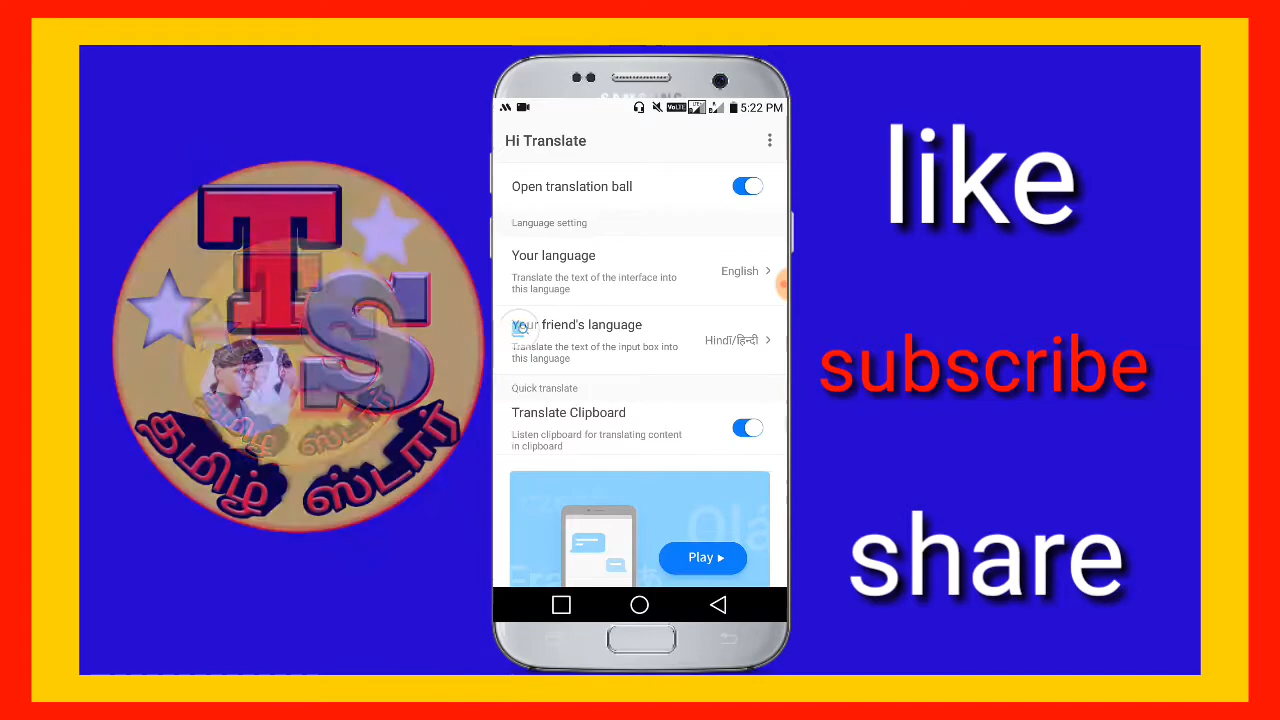 TS
தமிழ் ஸ்டார்
5:22 PM
Hi Translate
Open translation ball
Language setting
Your language
Translate the text of the interface into
this language
English
Your friend's language
Translate the text of the input box into
this language
Hindī/हिन्दी
Quick translate
Translate Clipboard
Listen clipboard for translating content
in clipboard
Olá
Play
like
subscribe
share